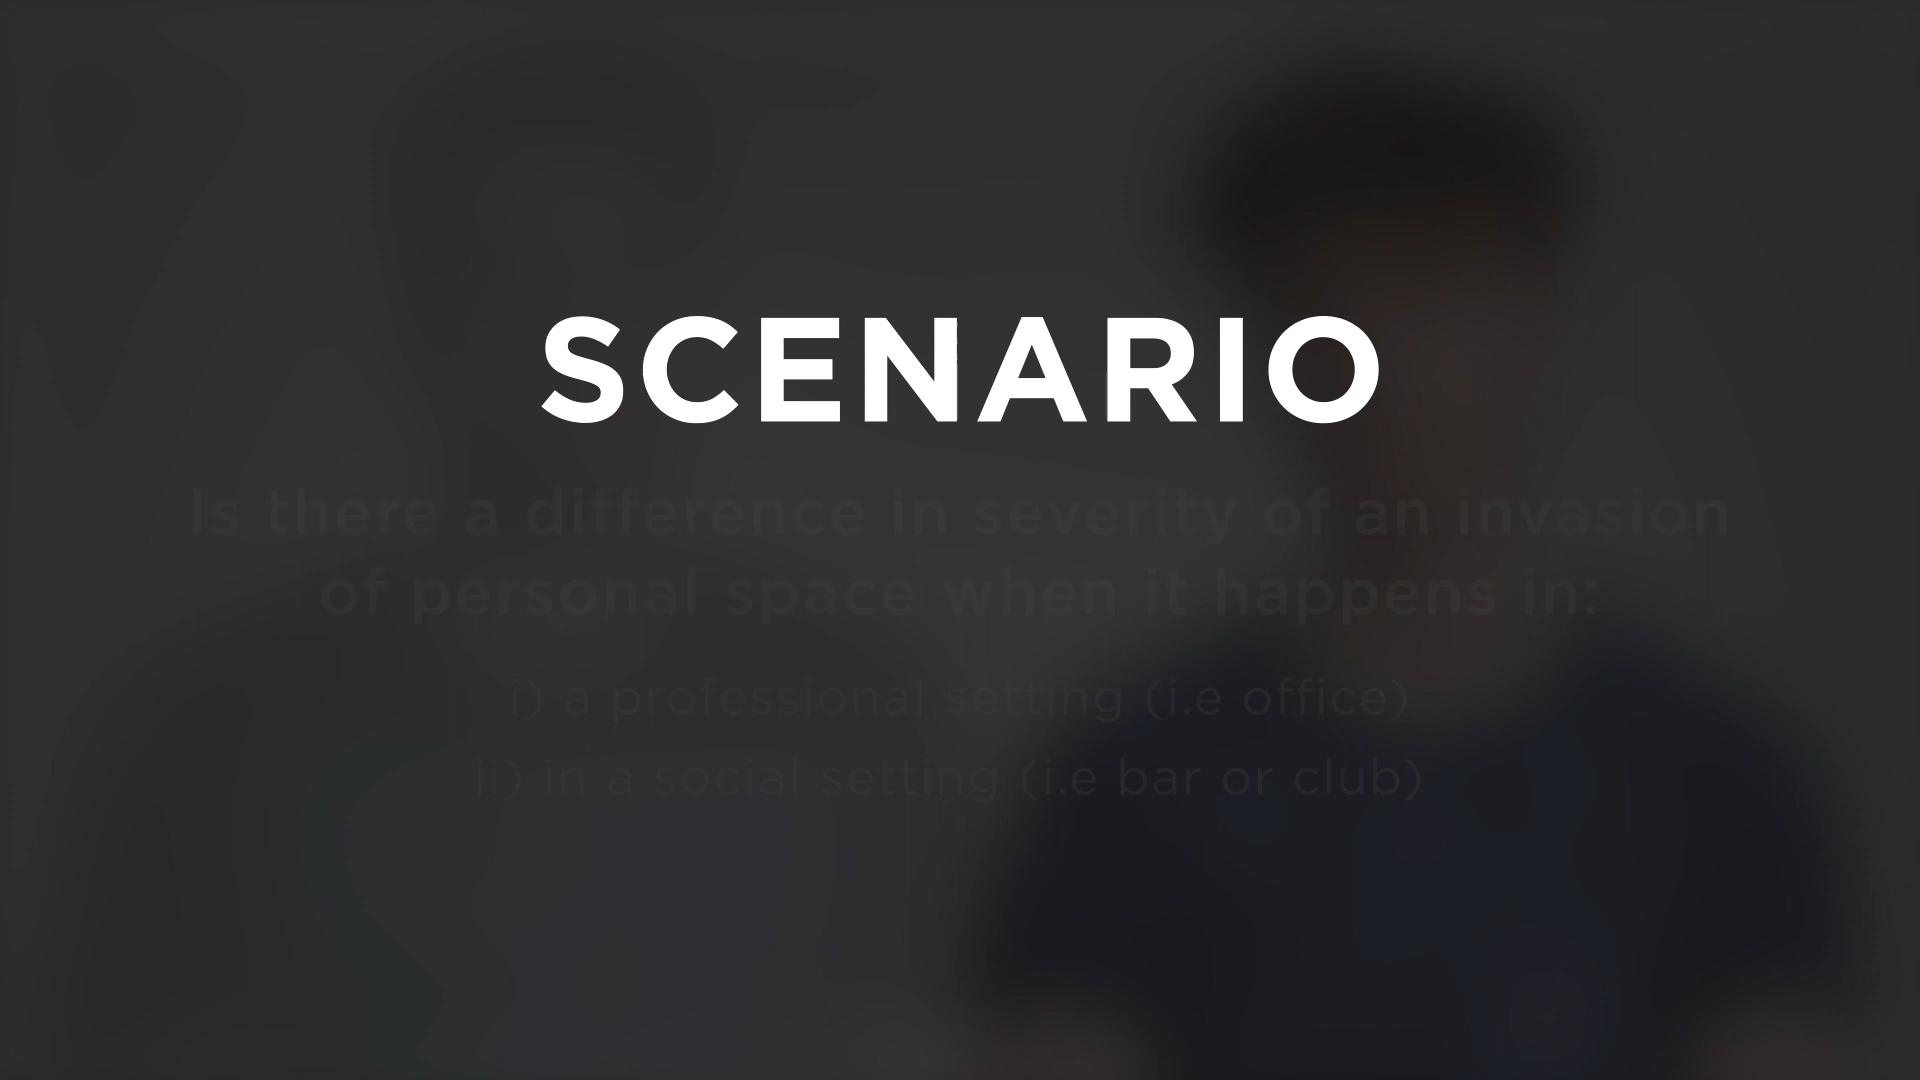 SCENARIO
Is there a difference in severity of an invasion
of personal space when it happens in:
i) a professional setting (i.e office)
ii) in a social setting (i.e bar or club)